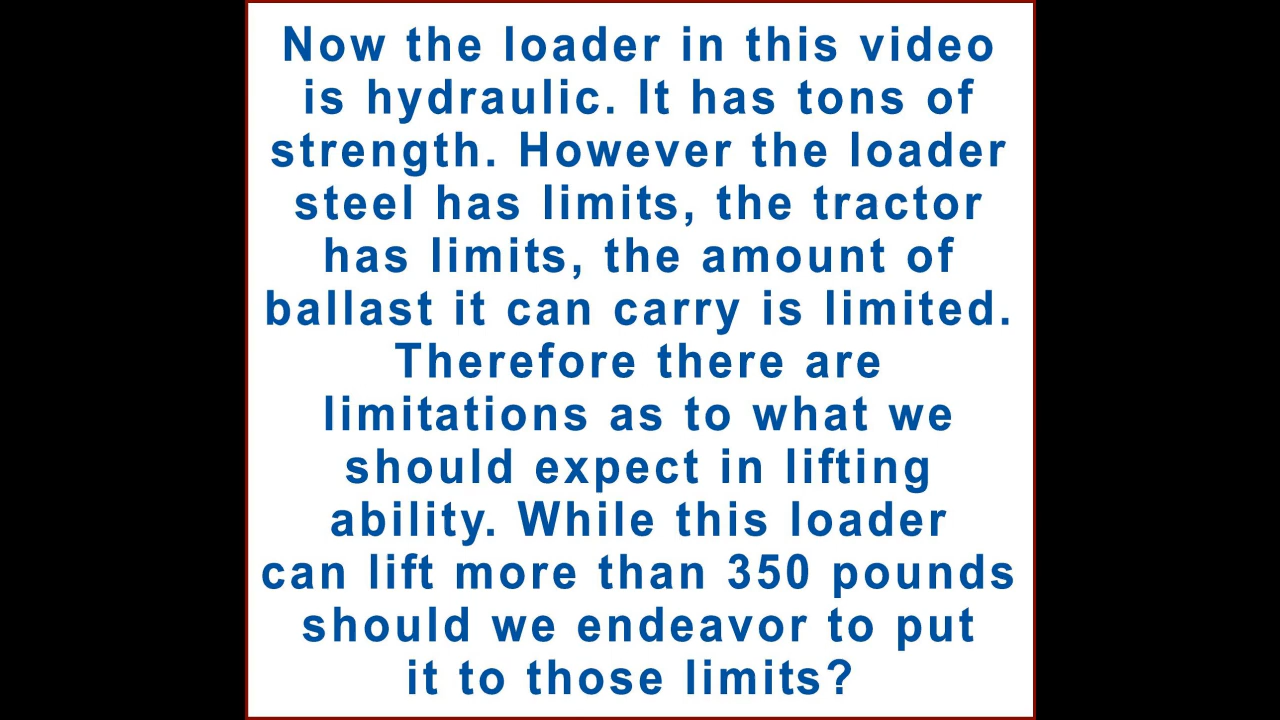 Now the loader in this video
is hydraulic. It has tons of
strength. However the loader
steel has limits, the tractor
has limits, the amount of
ballast it can carry is limited.
Therefore there are
limitations as to what we
should expect in lifting
ability. While this loader
can lift more than 350 pounds
should we endeavor to put
it to those limits?